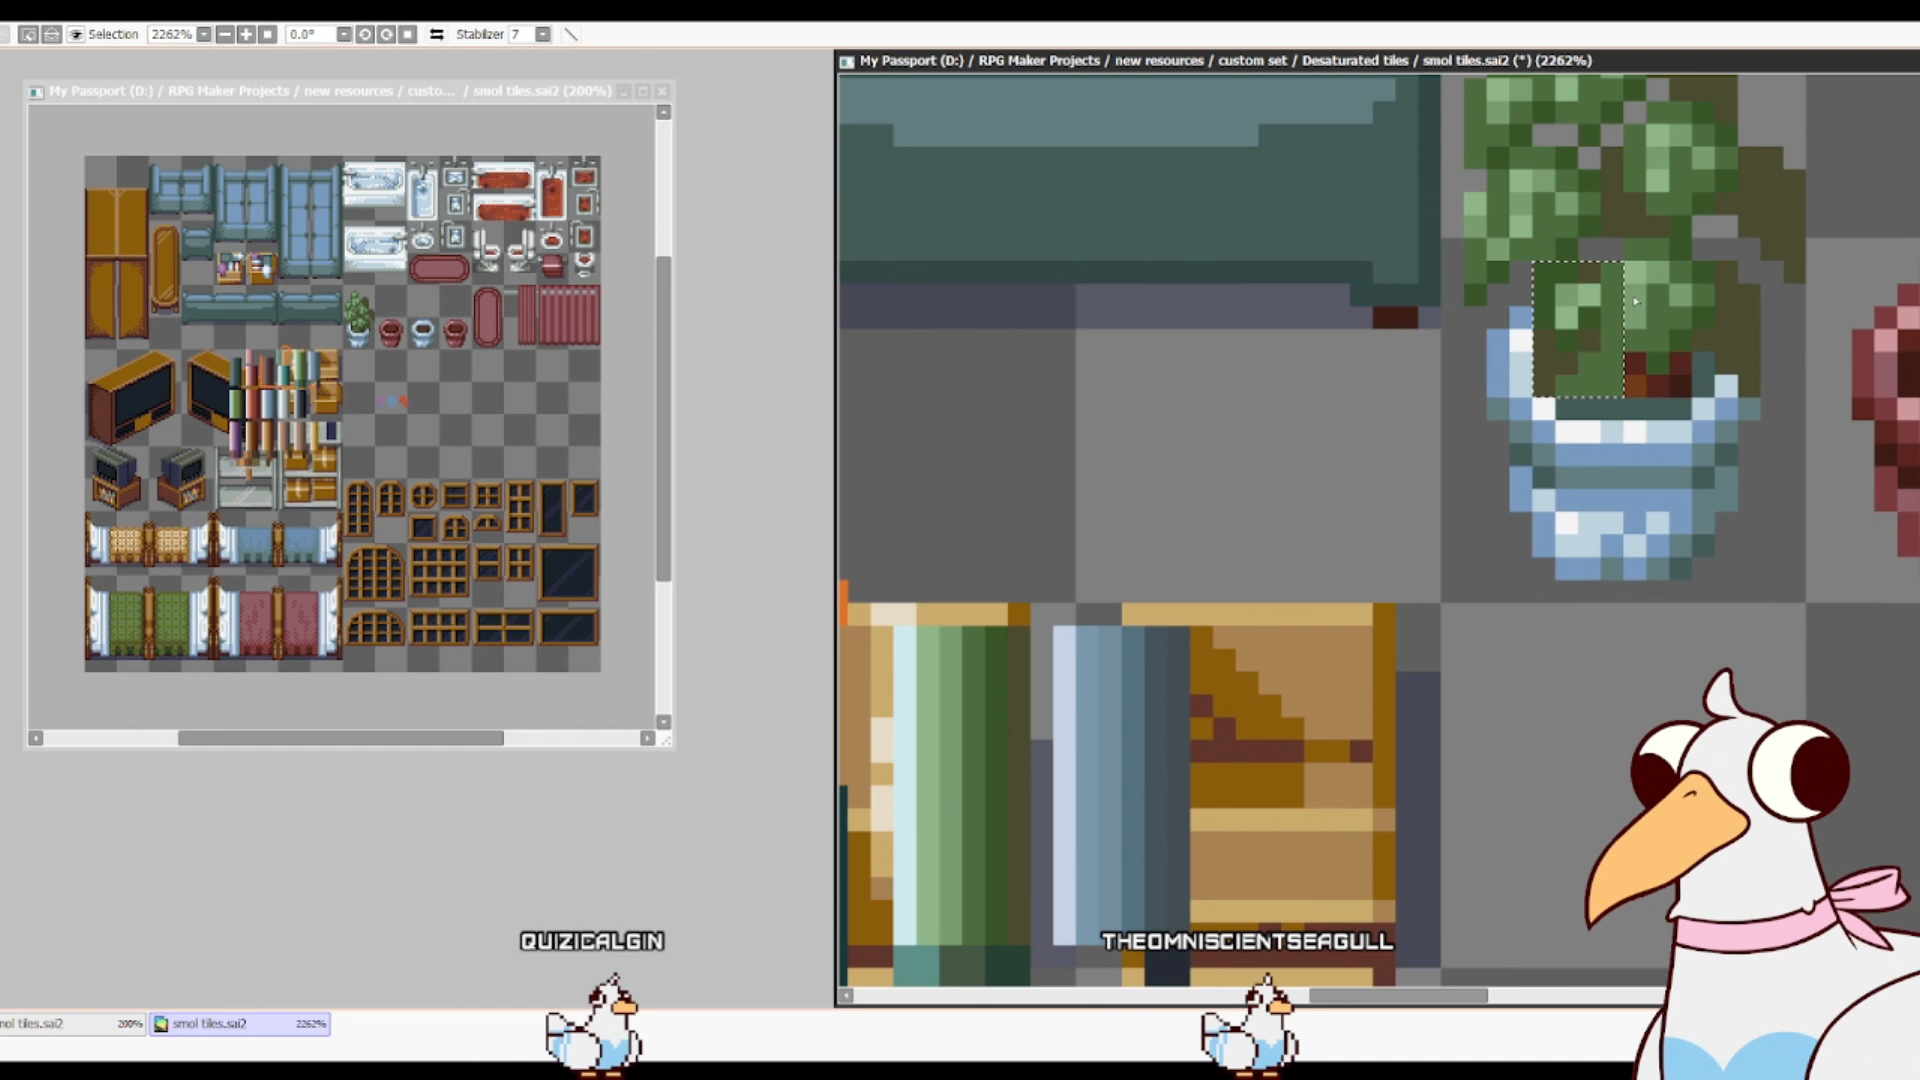 Selection 2262% 0.0° Stabilizer 7
My Passport (D:) / RPG Maker Projects / new resources / custom set / Desaturated tiles / smol tiles.sai2 (*) (2262%)
My Passport (D:) / RPG Maker Projects / new resources / custo... / smol tiles.sai2 (200%)
QUIZICALGIN
THEOMNISCIENTSEAGULL
mol tiles.sai2 200% smol tiles.sai2 2262%